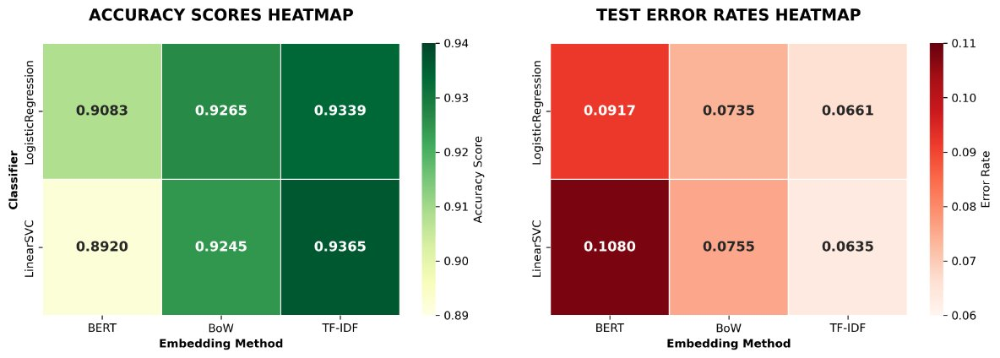 ACCURACY SCORES HEATMAP
Classifier
LogisticRegression
LinearSVC
0.9083 0.9265 0.9339
0.8920 0.9245 0.9365
BERT BoW TF-IDF
Embedding Method
0.94
0.93
0.92
0.91
0.90
0.89
Accuracy Score
TEST ERROR RATES HEATMAP
LogisticRegression
LinearSVC
0.0917 0.0735 0.0661
0.1080 0.0755 0.0635
BERT BoW TF-IDF
Embedding Method
0.11
0.10
0.09
0.08
0.07
0.06
Error Rate